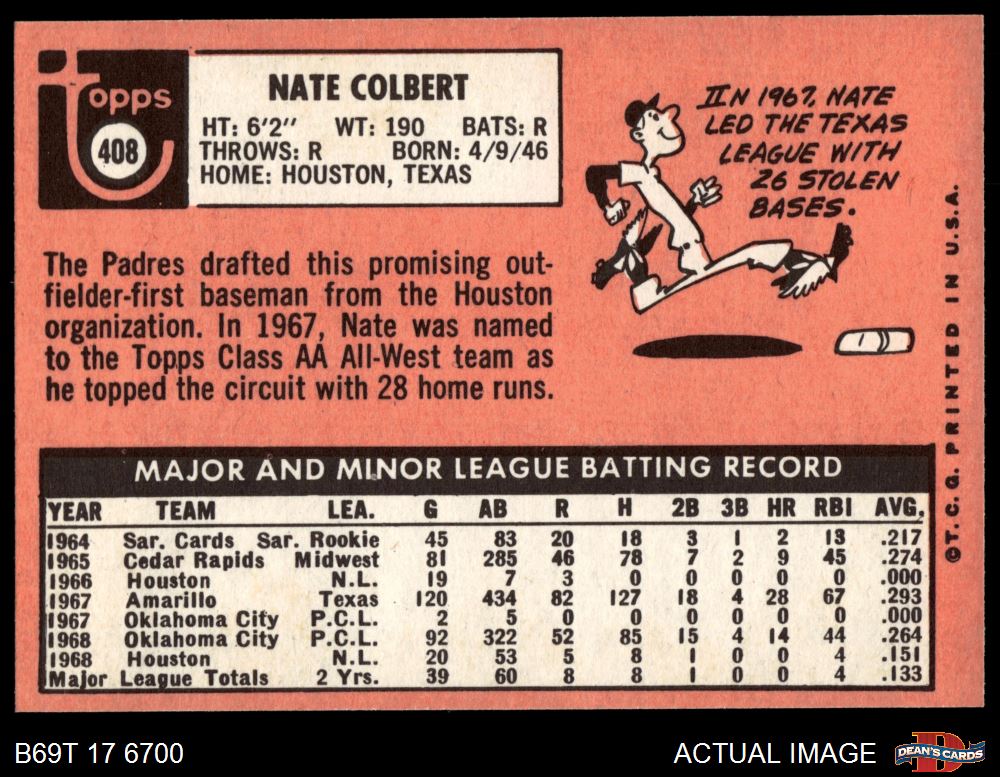 Topps
408
NATE COLBERT
HT: 6'2" WT: 190 BATS: R
THROWS: R BORN: 4/9/46
HOME: HOUSTON, TEXAS
IN 1967, NATE
LED THE TEXAS
LEAGUE WITH
26 STOLEN
BASES.
The Padres drafted this promising out-
fielder-first baseman from the Houston
organization. In 1967, Nate was named
to the Topps Class AA All-West team as
he topped the circuit with 28 home runs.
MAJOR AND MINOR LEAGUE BATTING RECORD
YEAR TEAM LEA. G AB R H 2B 3B HR RBI AVG.
1964 Sar. Cards Sar. Rookie 45 83 20 18 3 1 2 13 .217
1965 Cedar Rapids Midwest 81 285 46 78 7 2 9 45 .274
1966 Houston N.L. 19 7 3 0 0 0 0 0 .000
1967 Amarillo Texas 120 434 82 127 18 4 28 67 .293
1967 Oklahoma City P.C.L. 2 5 0 0 0 0 0 0 .000
1968 Oklahoma City P.C.L. 92 322 52 85 15 4 14 44 .264
1968 Houston N.L. 20 53 5 8 1 0 0 4 .151
Major League Totals 2 Yrs. 39 60 8 8 1 0 0 4 .133
©T.C.G. PRINTED IN U.S.A.
B69T 17 6700
ACTUAL IMAGE
D
DEAN'S CARDS